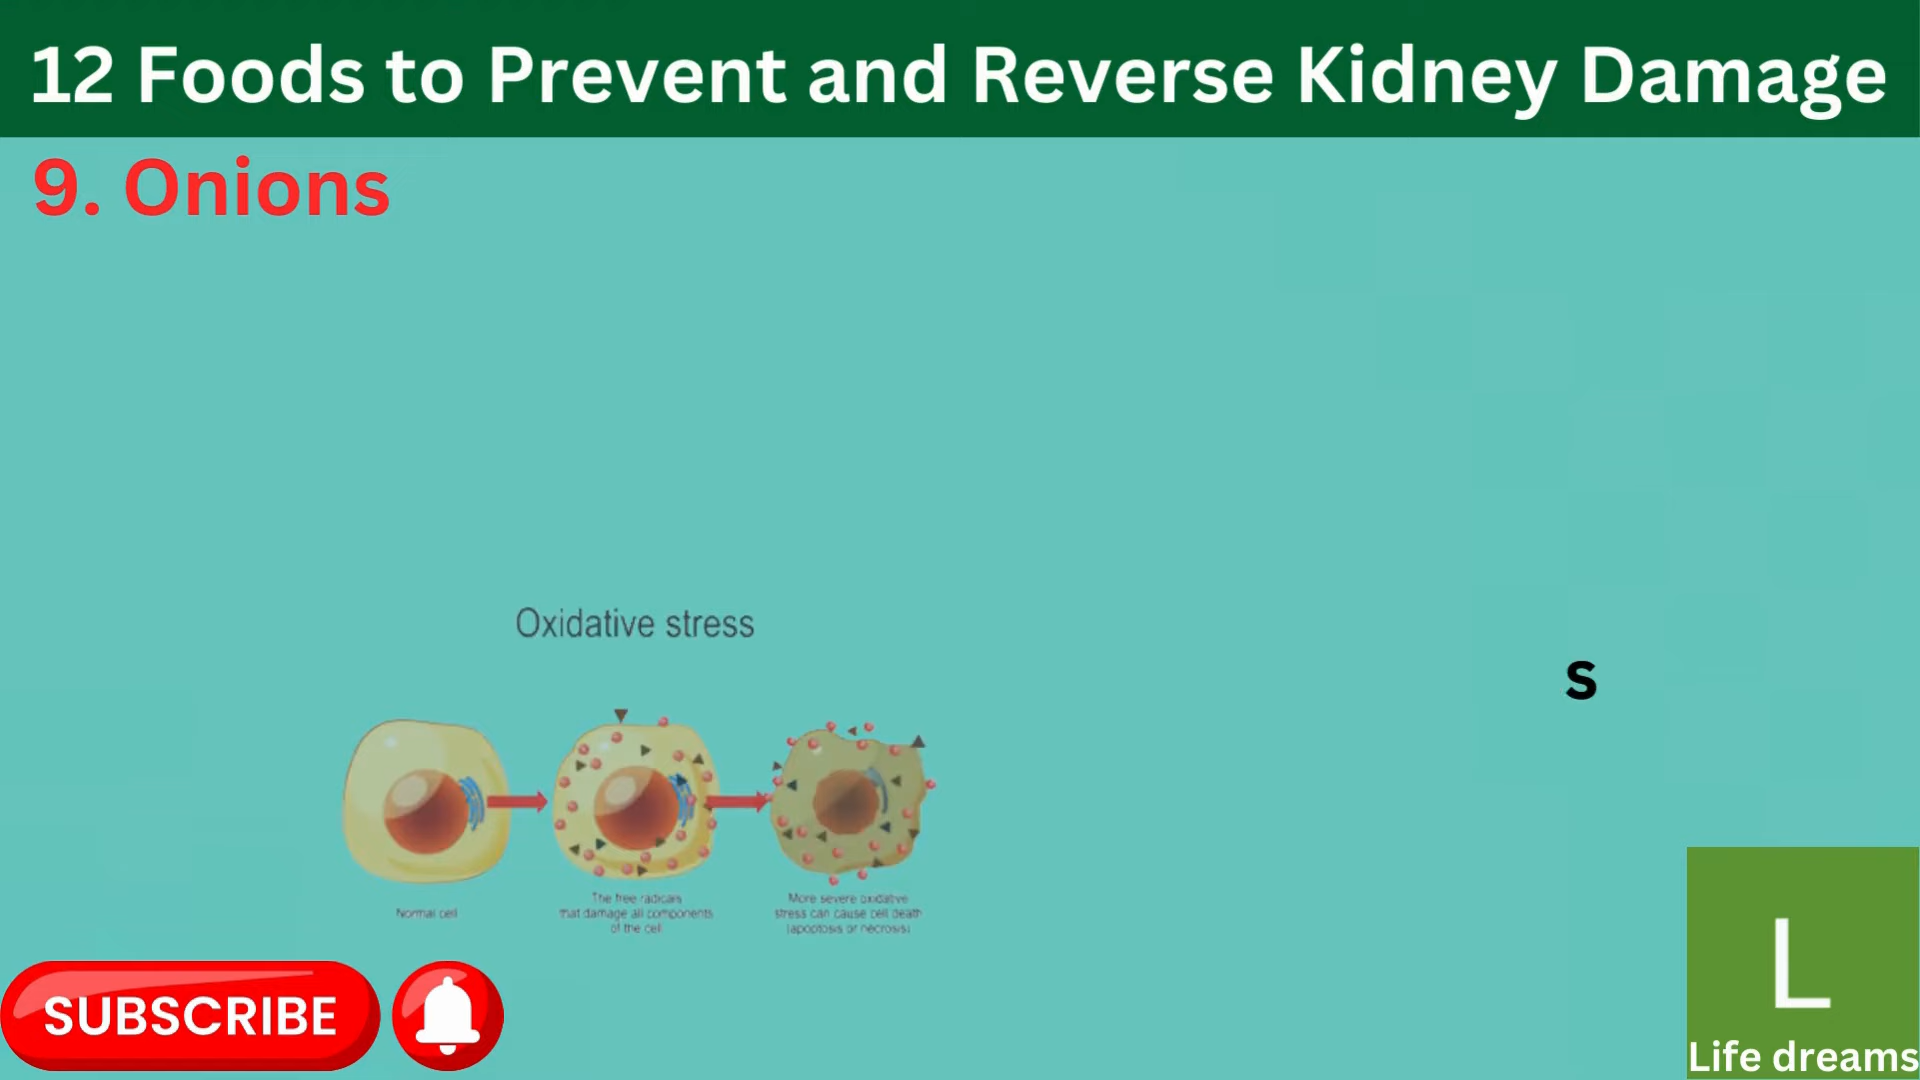 12 Foods to Prevent and Reverse Kidney Damage
9. Onions
Oxidative stress
s
Normal cell
The free radicals
that damage all components
of the cell
More severe oxidative
stress can cause cell death
(apoptosis or necrosis)
SUBSCRIBE
L
Life dreams